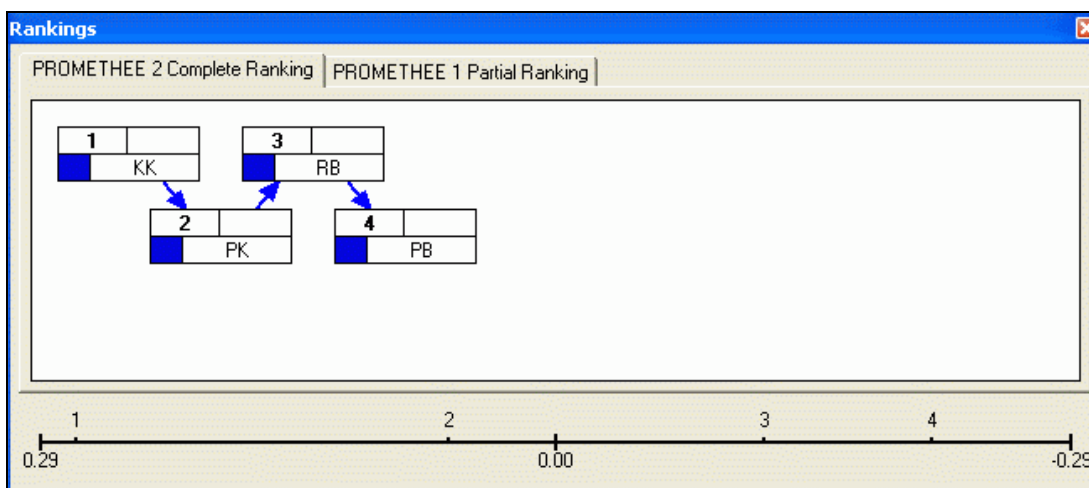 Rankings
PROMETHEE 2 Complete Ranking PROMETHEE 1 Partial Ranking
1 3
KK RB
2 4
PK PB
1 2 3 4
0.29 0.00 -0.29